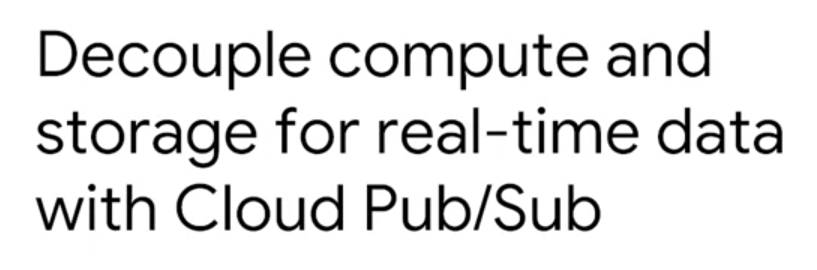 Decouple compute and
storage for real-time data
with Cloud Pub/Sub